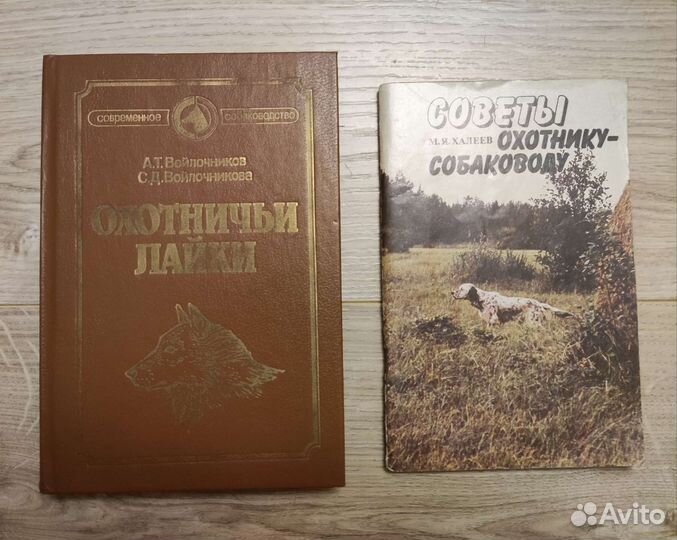 современное собаководство
А.Т. Войлочников
С.Д. Войлочникова
ОХОТНИЧЬИ
ЛАЙКИ
СОВЕТЫ
М.Я. ХАЛЕЕВ ОХОТНИКУ-
СОБАКОВОДУ
Avito